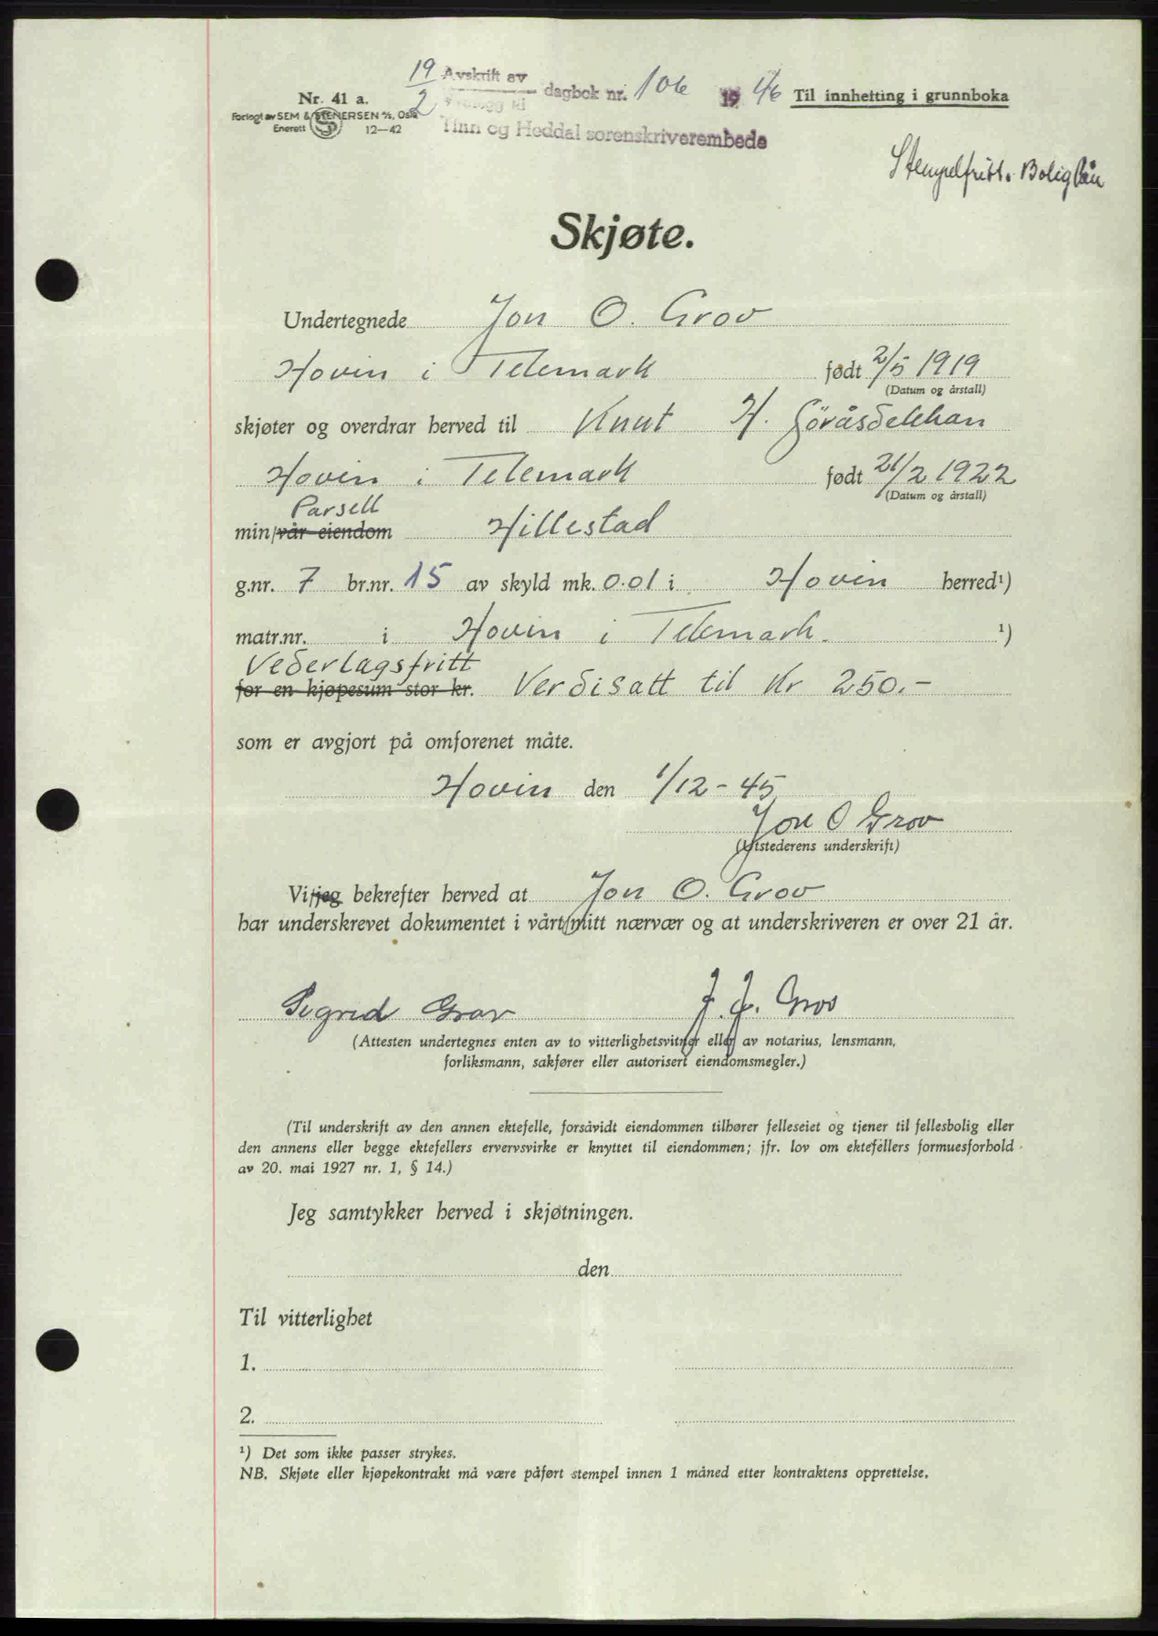 19/2 Avskrift av dagbok nr. 106 1946 Til innhefting i grunnboka
Nr. 41 a.
Forlagt av SEM & STENERSEN A/S, Oslo
Enerett 12—42
Tinn og Heddal sorenskriverembede
Stempelfritt. Boliglån
Skjøte.
Undertegnede Jon O. Grov
Hovin i Telemark født 2/5 1919
(Datum og årstall)
skjøter og overdrar herved til Knut H.
Hovin i Telemark født 21/2 1922
(Datum og årstall)
Parsell
min/vår eiendom Hillestad
g.nr. 7 br.nr. 15 av skyld mk. 0.01 i Hovin herred¹)
matr.nr. i Hovin i Telemark. ¹)
Vederlagsfritt
for en kjøpesum stor kr. Verdisatt til Kr 250.-
som er avgjort på omforenet måte.
Hovin den 1/12 - 45
Jon O Grov
(Utstederens underskrift)
Vi/jeg bekrefter herved at Jon O. Grov
har underskrevet dokumentet i vårt/mitt nærvær og at underskriveren er over 21 år.
Sigrid Grov J. J. Grov
(Attesten undertegnes enten av to vitterlighetsvitner eller av notarius, lensmann,
forliksmann, sakfører eller autorisert eiendomsmegler.)
(Til underskrift av den annen ektefelle, forsåvidt eiendommen tilhører felleseiet og tjener til fellesbolig eller
den annens eller begge ektefellers ervervsvirke er knyttet til eiendommen; jfr. lov om ektefellers formuesforhold
av 20. mai 1927 nr. 1, § 14.)
Jeg samtykker herved i skjøtningen.
den
Til vitterlighet
1.
2.
¹) Det som ikke passer strykes.
NB. Skjøte eller kjøpekontrakt må være påført stempel innen 1 måned etter kontraktens opprettelse.